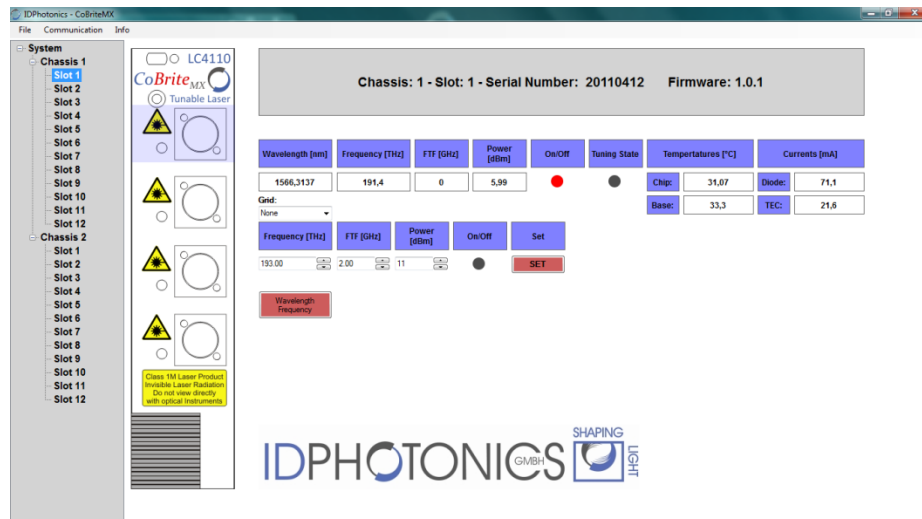 IDPhotonics - CoBriteMX
File Communication Info
System
Chassis 1
Slot 1
Slot 2
Slot 3
Slot 4
Slot 5
Slot 6
Slot 7
Slot 8
Slot 9
Slot 10
Slot 11
Slot 12
Chassis 2
Slot 1
Slot 2
Slot 3
Slot 4
Slot 5
Slot 6
Slot 7
Slot 8
Slot 9
Slot 10
Slot 11
Slot 12
LC4110
CoBriteMX
Tunable Laser
Class 1M Laser Product
Invisible Laser Radiation
Do not view directly
with optical Instruments
Chassis: 1 - Slot: 1 - Serial Number: 20110412 Firmware: 1.0.1
Wavelength [nm] Frequency [THz] FTF [GHz] Power [dBm] On/Off Tuning State Tempertatures [°C] Currents [mA]
1566,3137 191,4 0 5,99 Chip: 31,07 Diode: 71,1
Base: 33,3 TEC: 21,6
Grid:
None
Frequency [THz] FTF [GHz] Power [dBm] On/Off Set
193.00 2.00 11 SET
Wavelength
Frequency
IDPHOTONICS GMBH
SHAPING
LIGHT